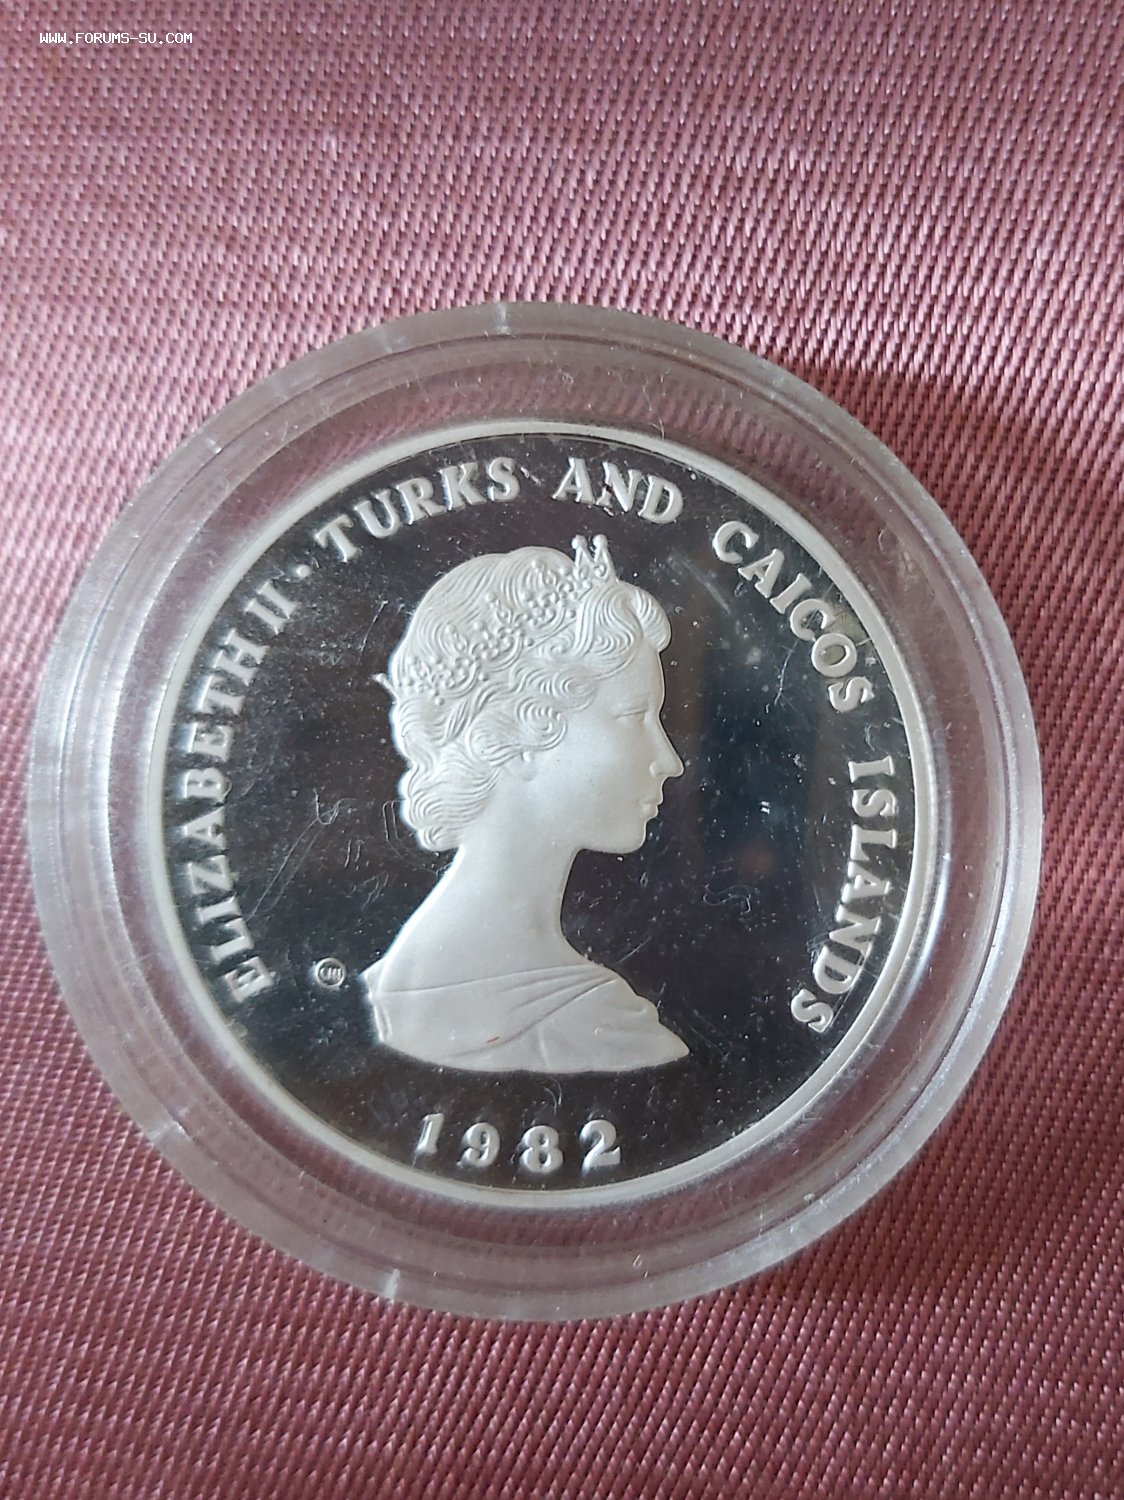 WWW.FORUMS-SU.COM
ELIZABETH II · TURKS AND CAICOS ISLANDS
1982